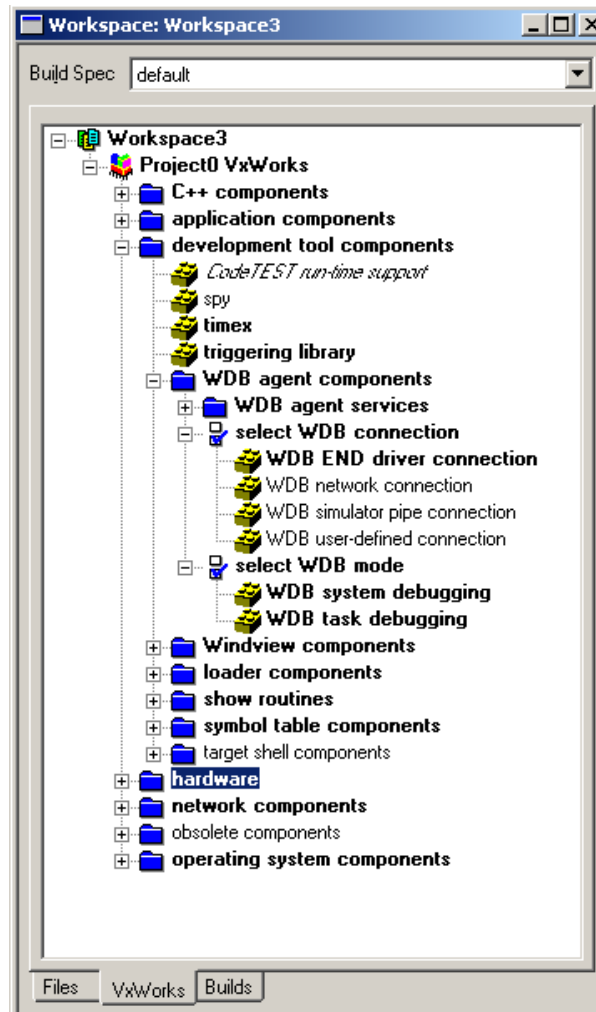 Workspace: Workspace3
Build Spec default
Workspace3
Project0 VxWorks
C++ components
application components
development tool components
CodeTEST run-time support
spy
timex
triggering library
WDB agent components
WDB agent services
select WDB connection
WDB END driver connection
WDB network connection
WDB simulator pipe connection
WDB user-defined connection
select WDB mode
WDB system debugging
WDB task debugging
Windview components
loader components
show routines
symbol table components
target shell components
hardware
network components
obsolete components
operating system components
Files VxWorks Builds